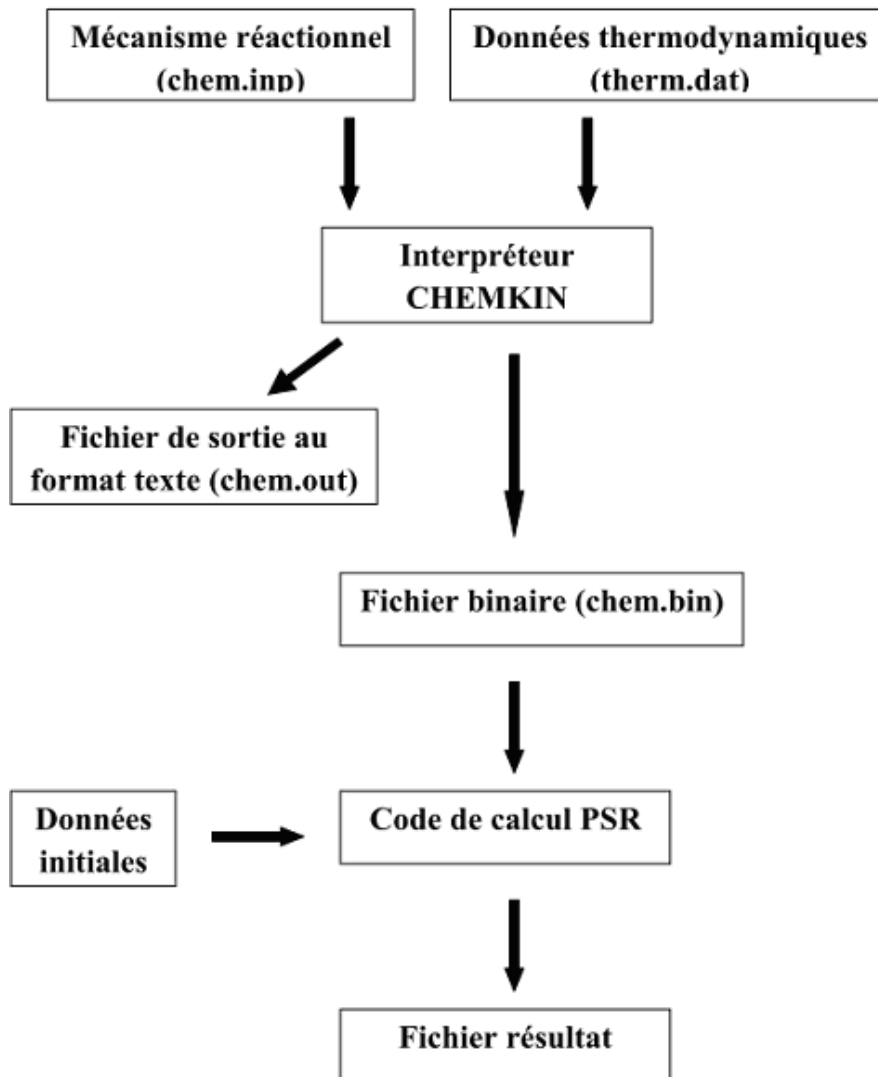 Mécanisme réactionnel
(chem.inp)
Données thermodynamiques
(therm.dat)
Interpréteur
CHEMKIN
Fichier de sortie au
format texte (chem.out)
Fichier binaire (chem.bin)
Données
initiales
Code de calcul PSR
Fichier résultat